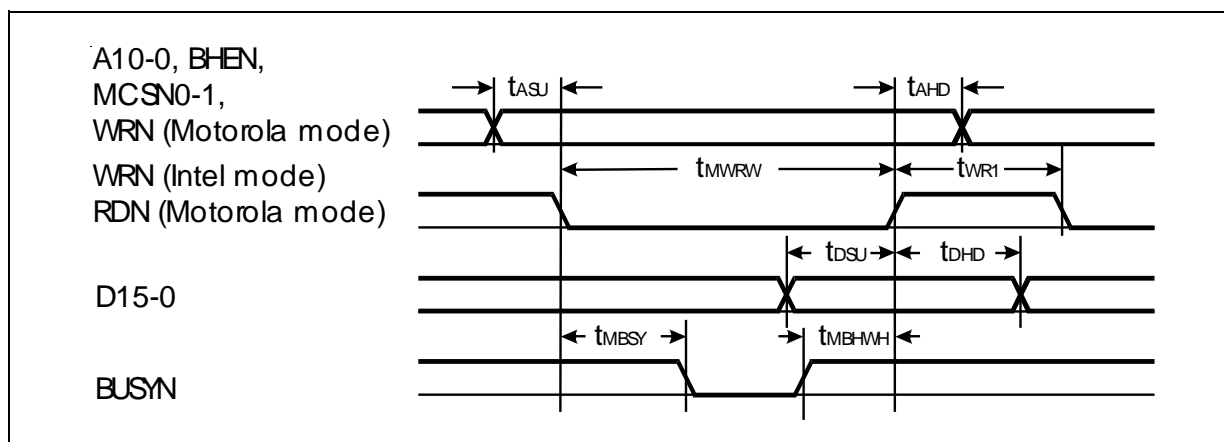 A10-0, BHEN,
MCSN0-1,
WRN (Motorola mode)
WRN (Intel mode)
RDN (Motorola mode)
D15-0
BUSYN
tASU
tAHD
tMWRW
tWR1
tDSU
tDHD
tMBSY
tMBHWH